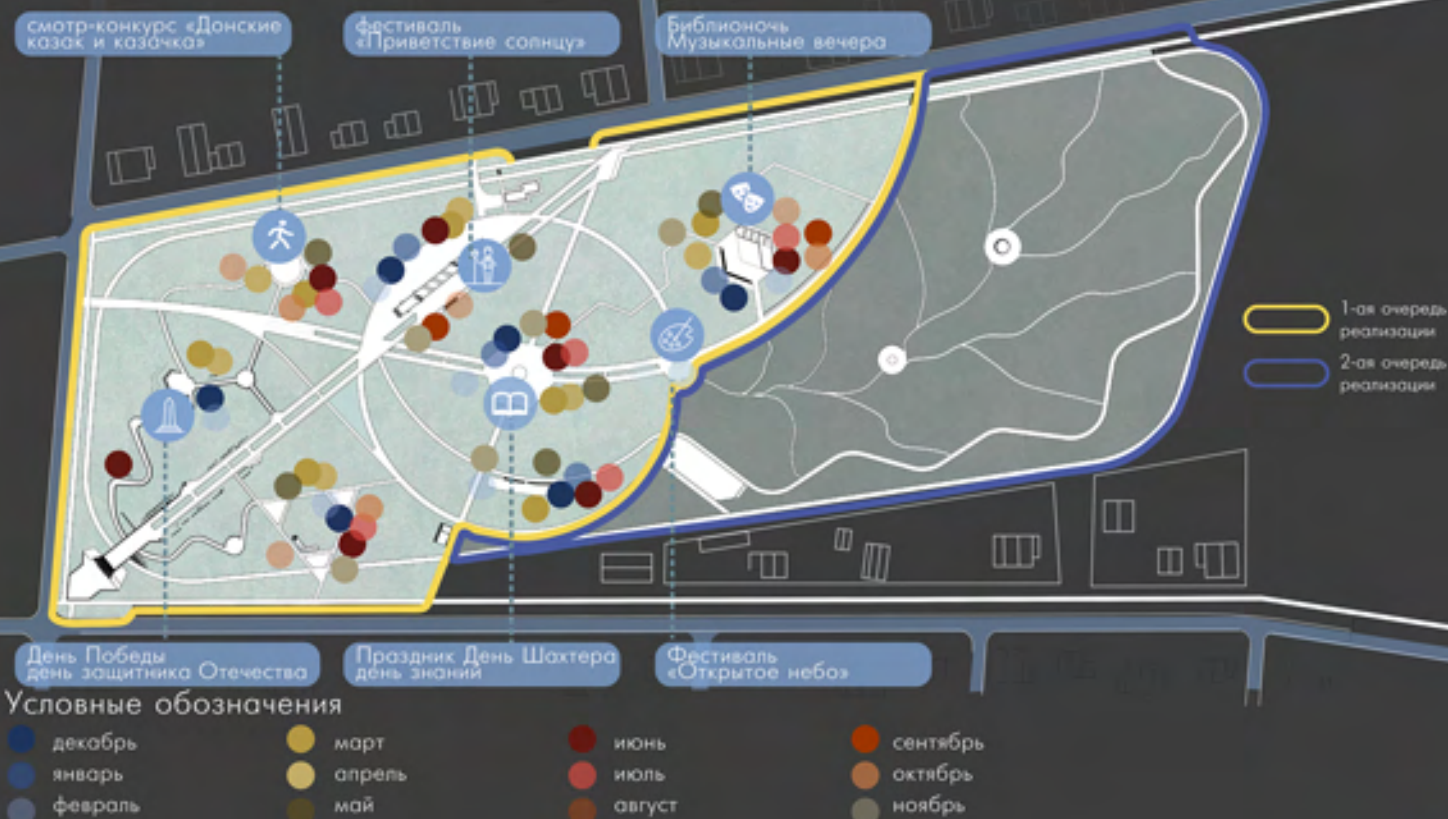 смотр-конкурс «Донские
казак и казачка»
фестиваль
«Приветствие солнцу»
Библионочь
Музыкальные вечера
1-ая очередь
реализации
2-ая очередь
реализации
День Победы
день защитника Отечества
Праздник День Шахтера
день знаний
Фестиваль
«Открытое небо»
Условные обозначения
декабрь
март
июнь
сентябрь
январь
апрель
июль
октябрь
февраль
май
август
ноябрь